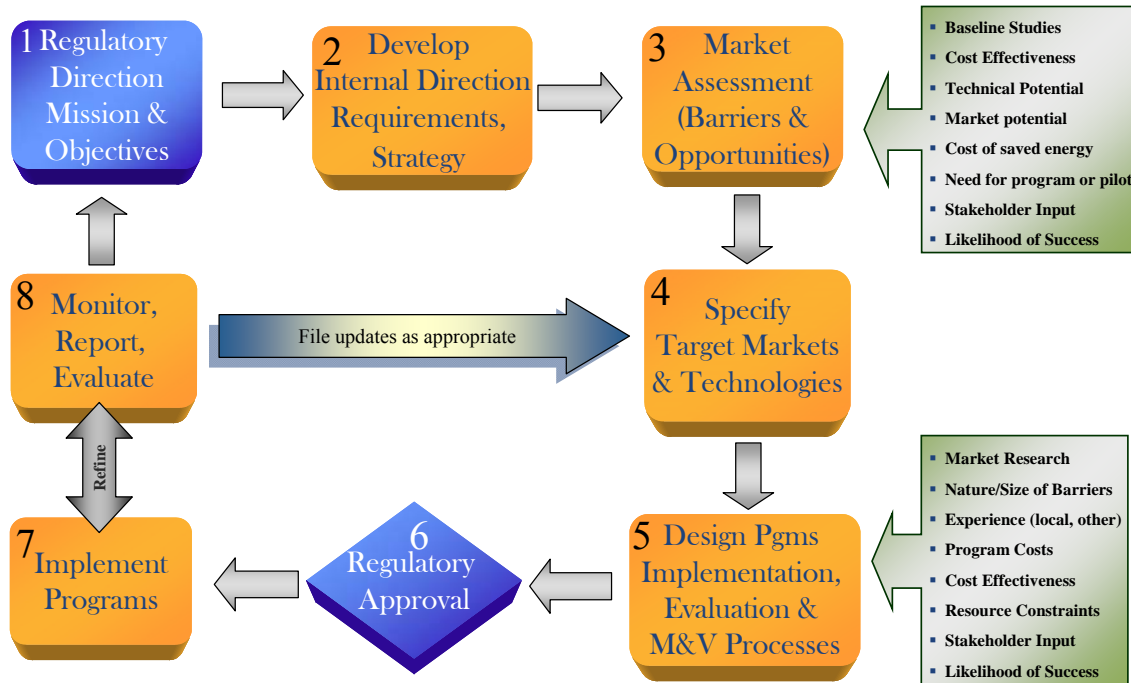 1 Regulatory
Direction
Mission &
Objectives
2 Develop
Internal Direction
Requirements,
Strategy
3 Market
Assessment
(Barriers &
Opportunities)
▪ Baseline Studies
▪ Cost Effectiveness
▪ Technical Potential
▪ Market potential
▪ Cost of saved energy
▪ Need for program or pilot
▪ Stakeholder Input
▪ Likelihood of Success
8 Monitor,
Report,
Evaluate
File updates as appropriate
4 Specify
Target Markets
& Technologies
Refine
7 Implement
Programs
6
Regulatory
Approval
5 Design Pgms
Implementation,
Evaluation &
M&V Processes
▪ Market Research
▪ Nature/Size of Barriers
▪ Experience (local, other)
▪ Program Costs
▪ Cost Effectiveness
▪ Resource Constraints
▪ Stakeholder Input
▪ Likelihood of Success